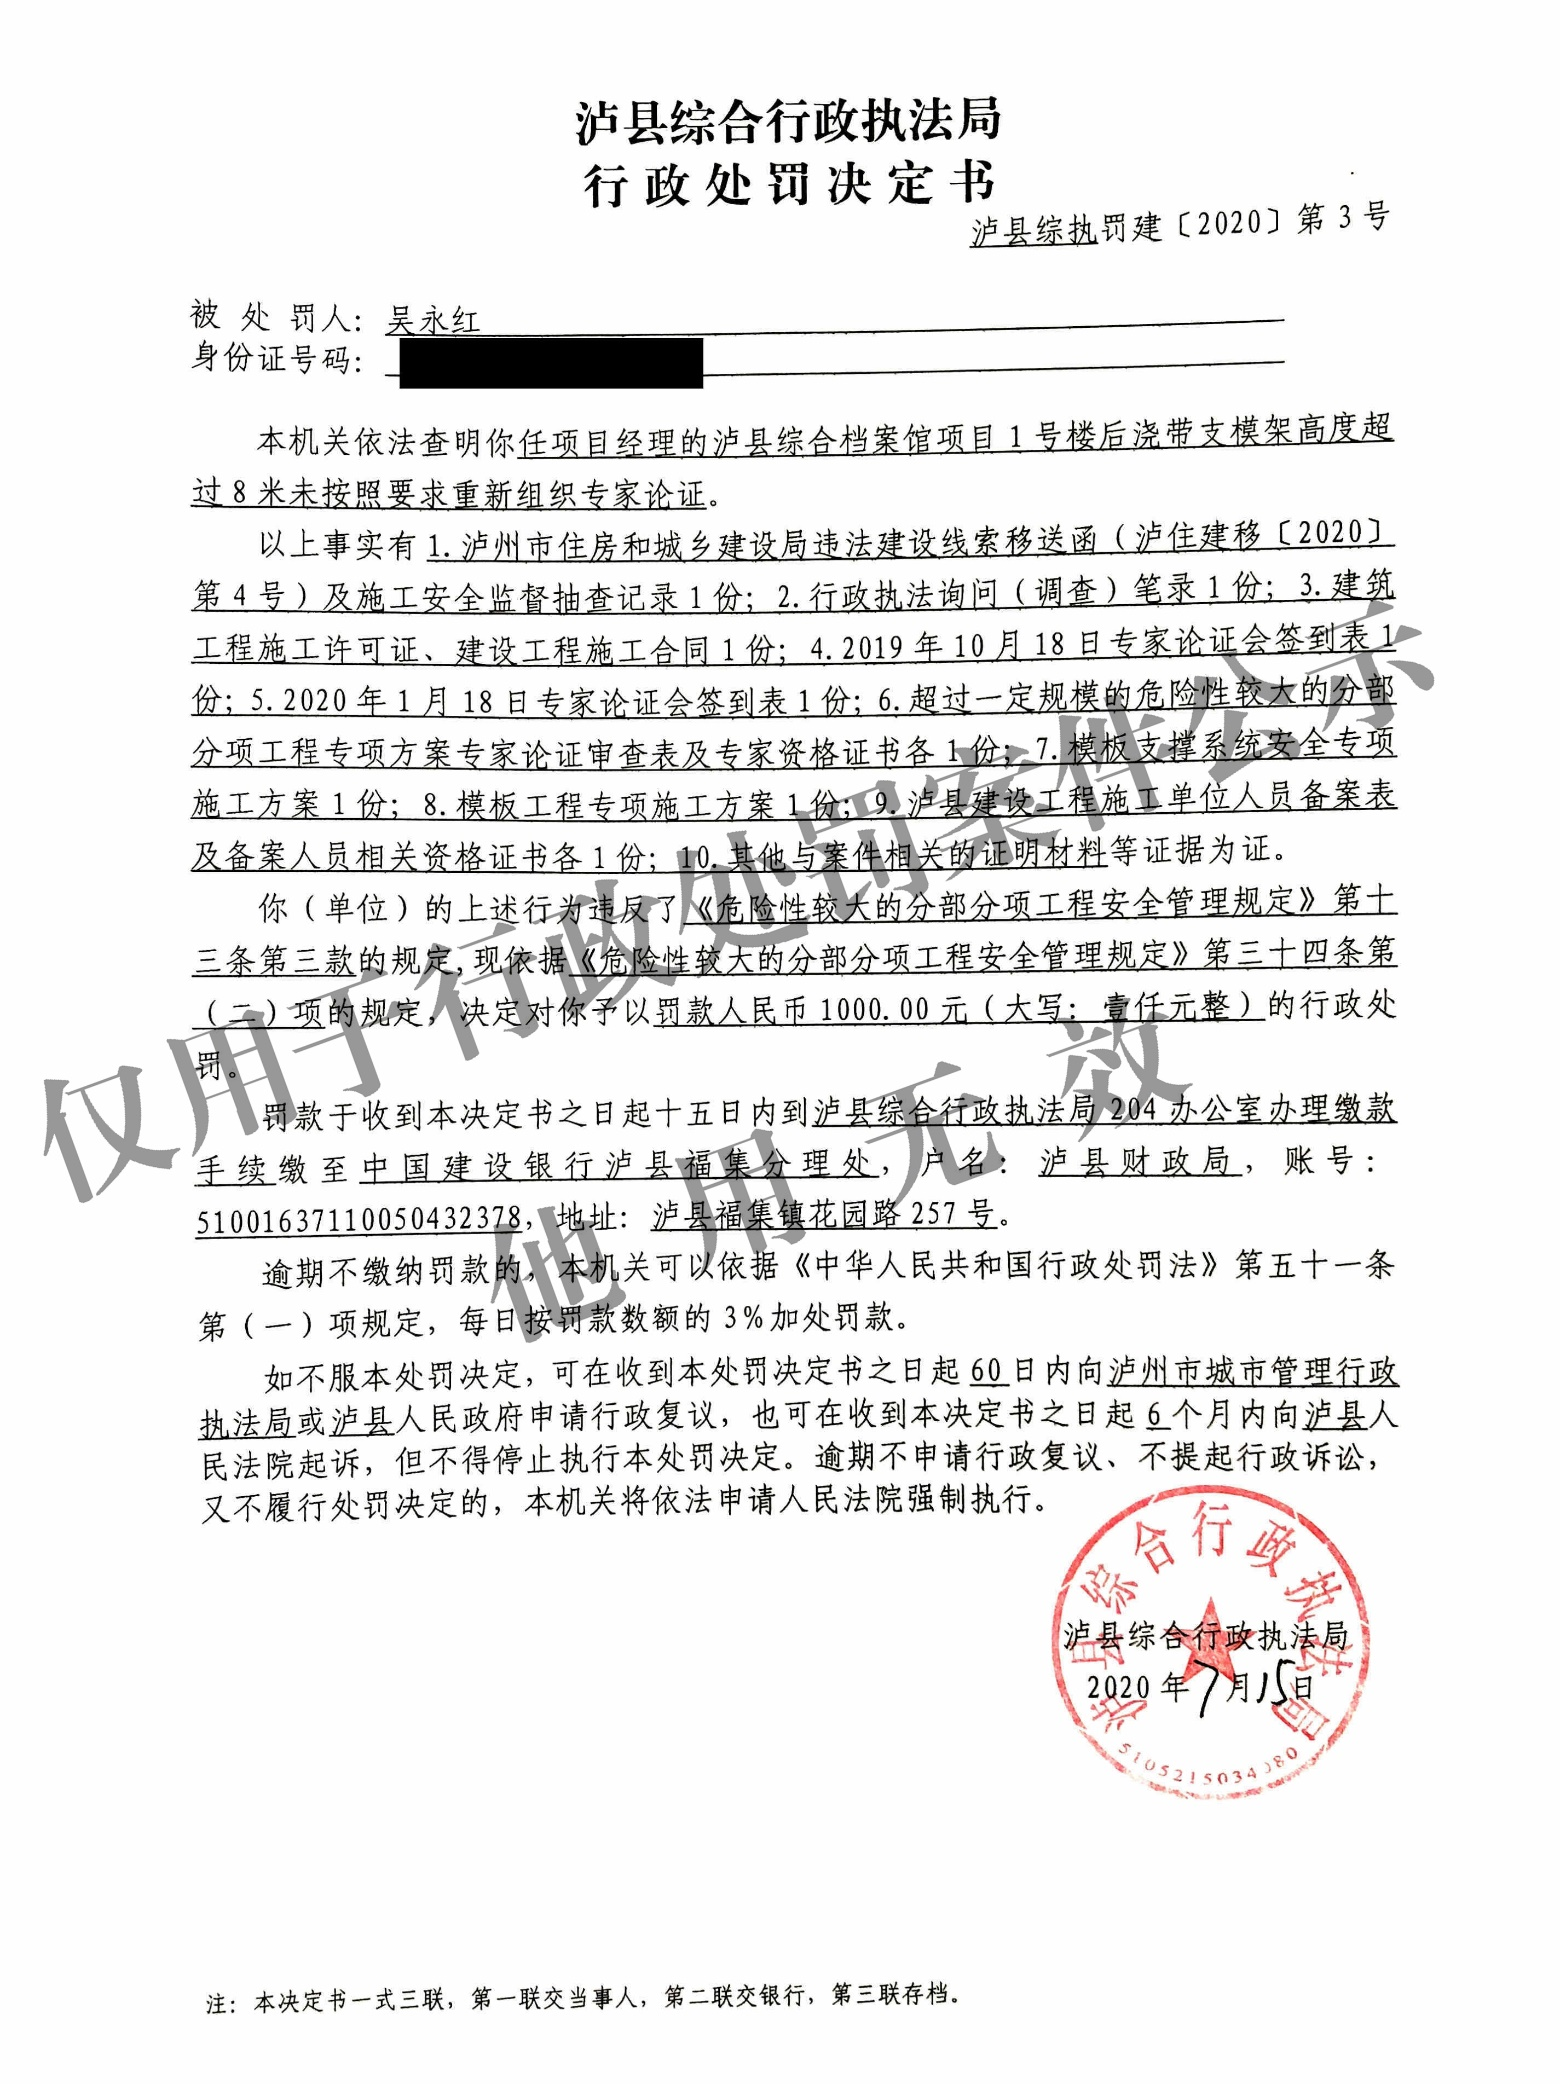 泸县综合行政执法局
行政处罚决定书
泸县综执罚建〔2020〕第3号
被处罚人：吴永红
身份证号码：
本机关依法查明你任项目经理的泸县综合档案馆项目1号楼后浇带支模架高度超
过8米未按照要求重新组织专家论证。
以上事实有1.泸州市住房和城乡建设局违法建设线索移送函（泸住建移〔2020〕
第4号）及施工安全监督抽查记录1份；2.行政执法询问（调查）笔录1份；3.建筑
工程施工许可证、建设工程施工合同1份；4.2019年10月18日专家论证会签到表1
份；5.2020年1月18日专家论证会签到表1份；6.超过一定规模的危险性较大的分部
分项工程专项方案专家论证审查表及专家资格证书各1份；7.模板支撑系统安全专项
施工方案1份；8.模板工程专项施工方案1份；9.泸县建设工程施工单位人员备案表
及备案人员相关资格证书各1份；10.其他与案件相关的证明材料等证据为证。
你（单位）的上述行为违反了《危险性较大的分部分项工程安全管理规定》第十
三条第三款的规定，现依据《危险性较大的分部分项工程安全管理规定》第三十四条第
（二）项的规定，决定对你予以罚款人民币1000.00元（大写：壹仟元整）的行政处
罚。
罚款于收到本决定书之日起十五日内到泸县综合行政执法局204办公室办理缴款
手续缴至中国建设银行泸县福集分理处，户名：泸县财政局，账号：
51001637110050432378，地址：泸县福集镇花园路257号。
逾期不缴纳罚款的，本机关可以依据《中华人民共和国行政处罚法》第五十一条
第（一）项规定，每日按罚款数额的3%加处罚款。
如不服本处罚决定，可在收到本处罚决定书之日起60日内向泸州市城市管理行政
执法局或泸县人民政府申请行政复议，也可在收到本决定书之日起6个月内向泸县人
民法院起诉，但不得停止执行本处罚决定。逾期不申请行政复议、不提起行政诉讼，
又不履行处罚决定的，本机关将依法申请人民法院强制执行。
泸县综合行政执法局
2020年7月15日
泸县综合行政执法局
注：本决定书一式三联，第一联交当事人，第二联交银行，第三联存档。
仅用于行政处罚案件公示
他用无效